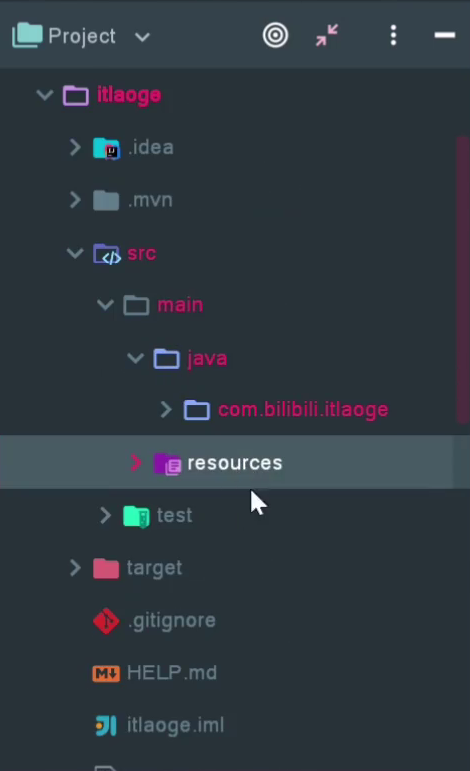 Project
itlaoge
.idea
.mvn
src
main
java
com.bilibili.itlaoge
resources
test
target
.gitignore
HELP.md
itlaoge.iml